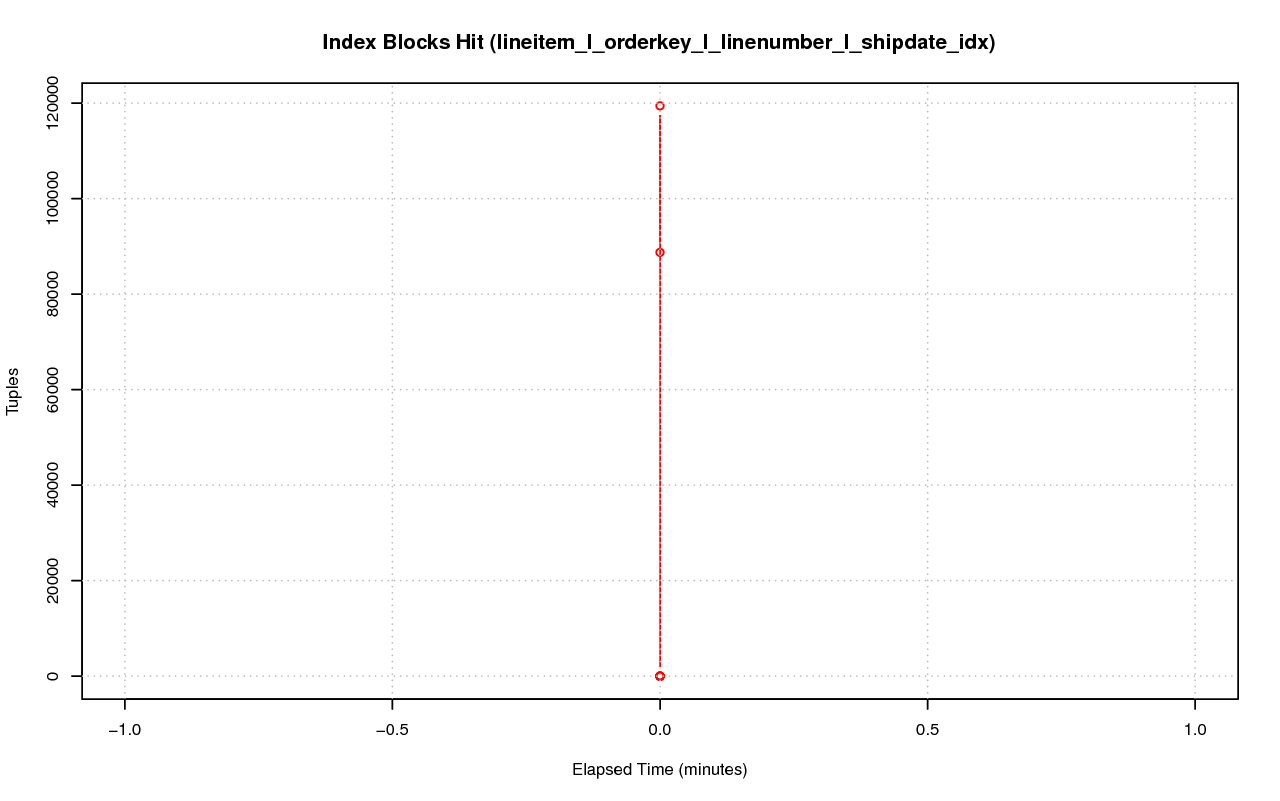 Index Blocks Hit (lineitem_l_orderkey_l_linenumber_l_shipdate_idx)
Tuples
120000
100000
80000
60000
40000
20000
0
−1.0 −0.5 0.0 0.5 1.0
Elapsed Time (minutes)